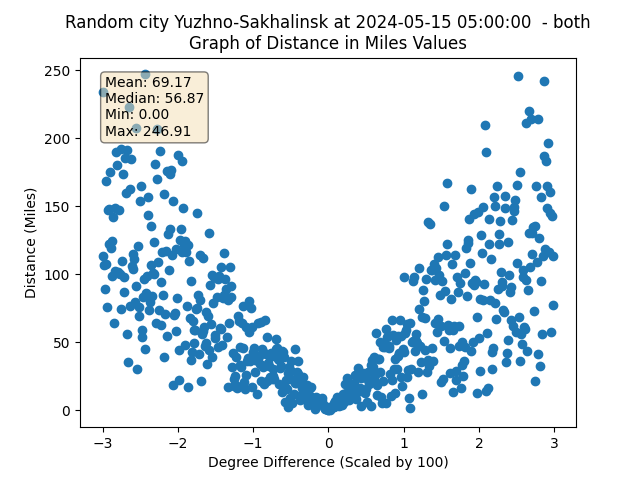 Random city Yuzhno-Sakhalinsk at 2024-05-15 05:00:00  - both
Graph of Distance in Miles Values
Mean: 69.17
Median: 56.87
Min: 0.00
Max: 246.91
250
200
150
100
50
0
Distance (Miles)
−3
−2
−1
0
1
2
3
Degree Difference (Scaled by 100)